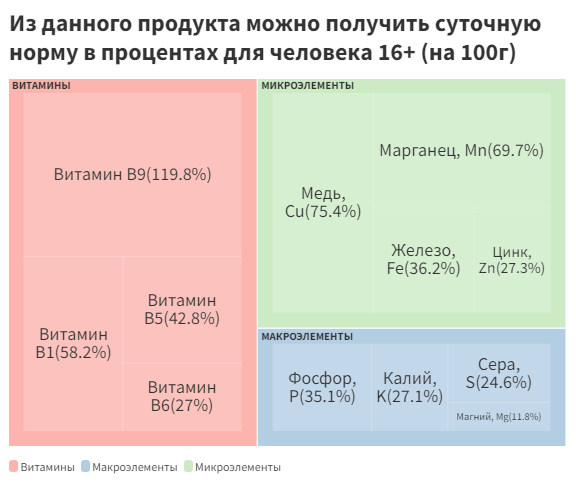 Из данного продукта можно получить суточную
норму в процентах для человека 16+ (на 100г)
ВИТАМИНЫ
Витамин B9(119.8%)
Витамин
B1(58.2%)
Витамин
B5(42.8%)
Витамин
B6(27%)
МИКРОЭЛЕМЕНТЫ
Медь,
Cu(75.4%)
Марганец, Mn(69.7%)
Железо,
Fe(36.2%)
Цинк,
Zn(27.3%)
МАКРОЭЛЕМЕНТЫ
Фосфор,
P(35.1%)
Калий,
K(27.1%)
Сера,
S(24.6%)
Магний, Mg(11.8%)
Витамины Макроэлементы Микроэлементы